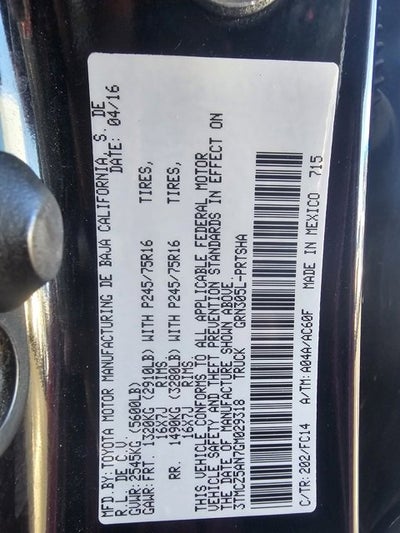 MFD. BY: TOYOTA MOTOR MANUFACTURING DE BAJA CALIFORNIA, S. DE
R.L. DE C.V. DATE: 04/16
GVWR: 2545KG (5600LB)
GAWR: FRT. 1320KG (2910LB) WITH P245/75R16 TIRES,
16X7J RIMS
RR. 1490KG (3280LB) WITH P245/75R16 TIRES,
16X7J RIMS
THIS VEHICLE CONFORMS TO ALL APPLICABLE FEDERAL MOTOR
VEHICLE SAFETY AND THEFT PREVENTION STANDARDS IN EFFECT ON
THE DATE OF MANUFACTURE SHOWN ABOVE.
3TMCZ5AN7GM029318 TRUCK GRN305L-PRTSHA
C/TR: 202/FC14 A/TM: A04A/AC60F MADE IN MEXICO 715